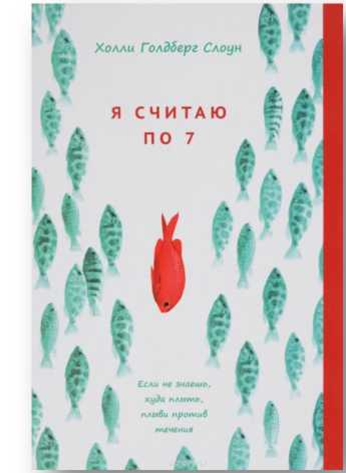 Холли Голдберг Слоун
Я СЧИТАЮ
ПО 7
Если не знаешь,
куда плыть,
плыви против
течения